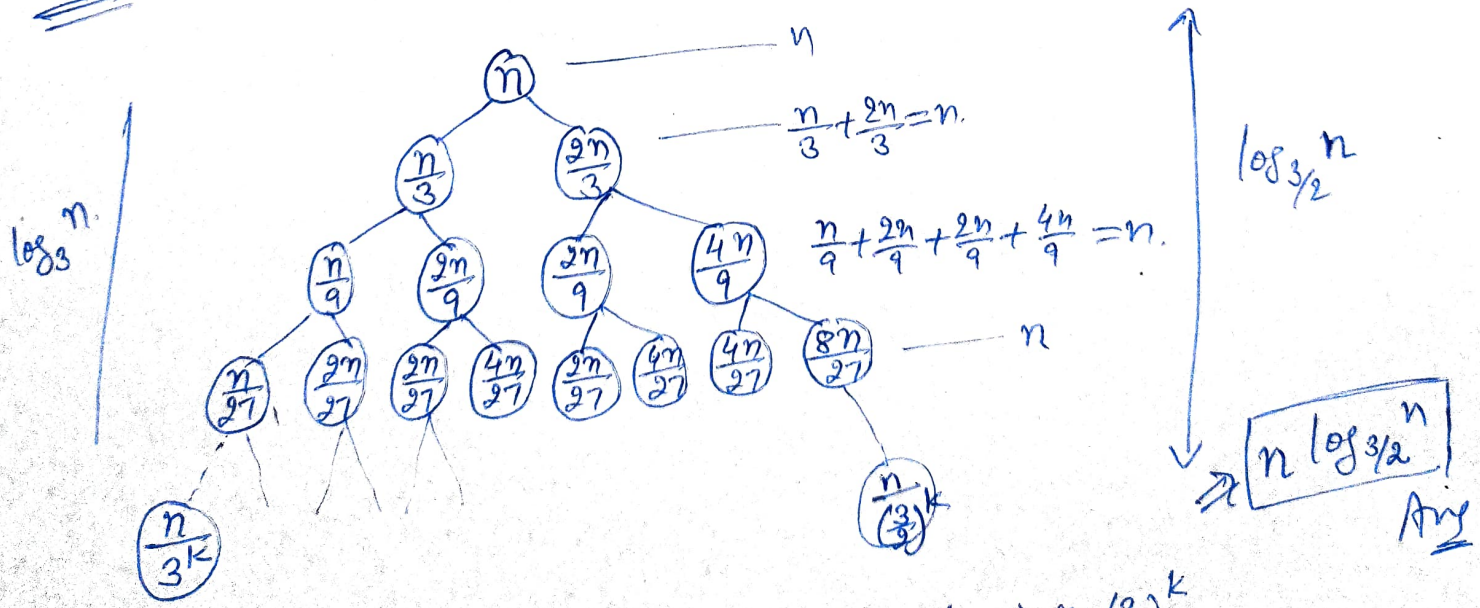 n n
n/3 2n/3 n/3 + 2n/3 = n.
log₃ n. log₃/₂ n
n/9 2n/9 2n/9 4n/9 n/9 + 2n/9 + 2n/9 + 4n/9 = n.
n/27 2n/27 2n/27 4n/27 2n/27 4n/27 4n/27 8n/27 n
n/3^k n/(3/2)^k ⇒ n log₃/₂ n
Ans
k